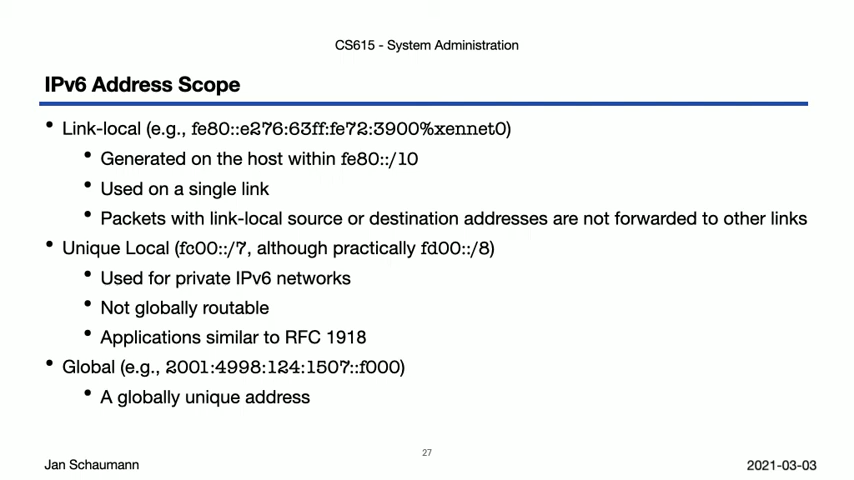 CS615 - System Administration
IPv6 Address Scope
• Link-local (e.g., fe80::e276:63ff:fe72:3900%xennet0)
• Generated on the host within fe80::/10
• Used on a single link
• Packets with link-local source or destination addresses are not forwarded to other links
• Unique Local (fc00::/7, although practically fd00::/8)
• Used for private IPv6 networks
• Not globally routable
• Applications similar to RFC 1918
• Global (e.g., 2001:4998:124:1507::f000)
• A globally unique address
27
Jan Schaumann
2021-03-03